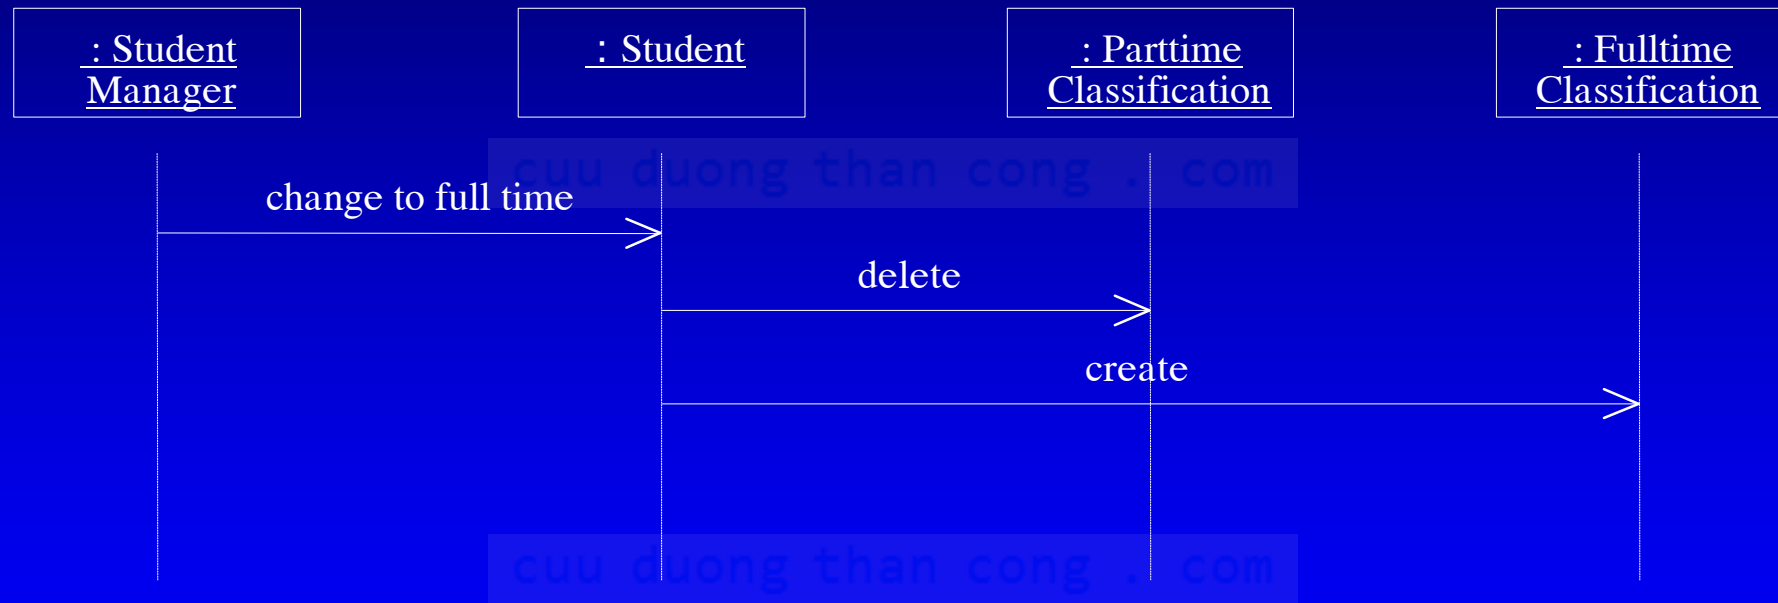 : Student
Manager
: Student
: Parttime
Classification
: Fulltime
Classification
cuu duong than cong . com
change to full time
delete
create
cuu duong than cong . com